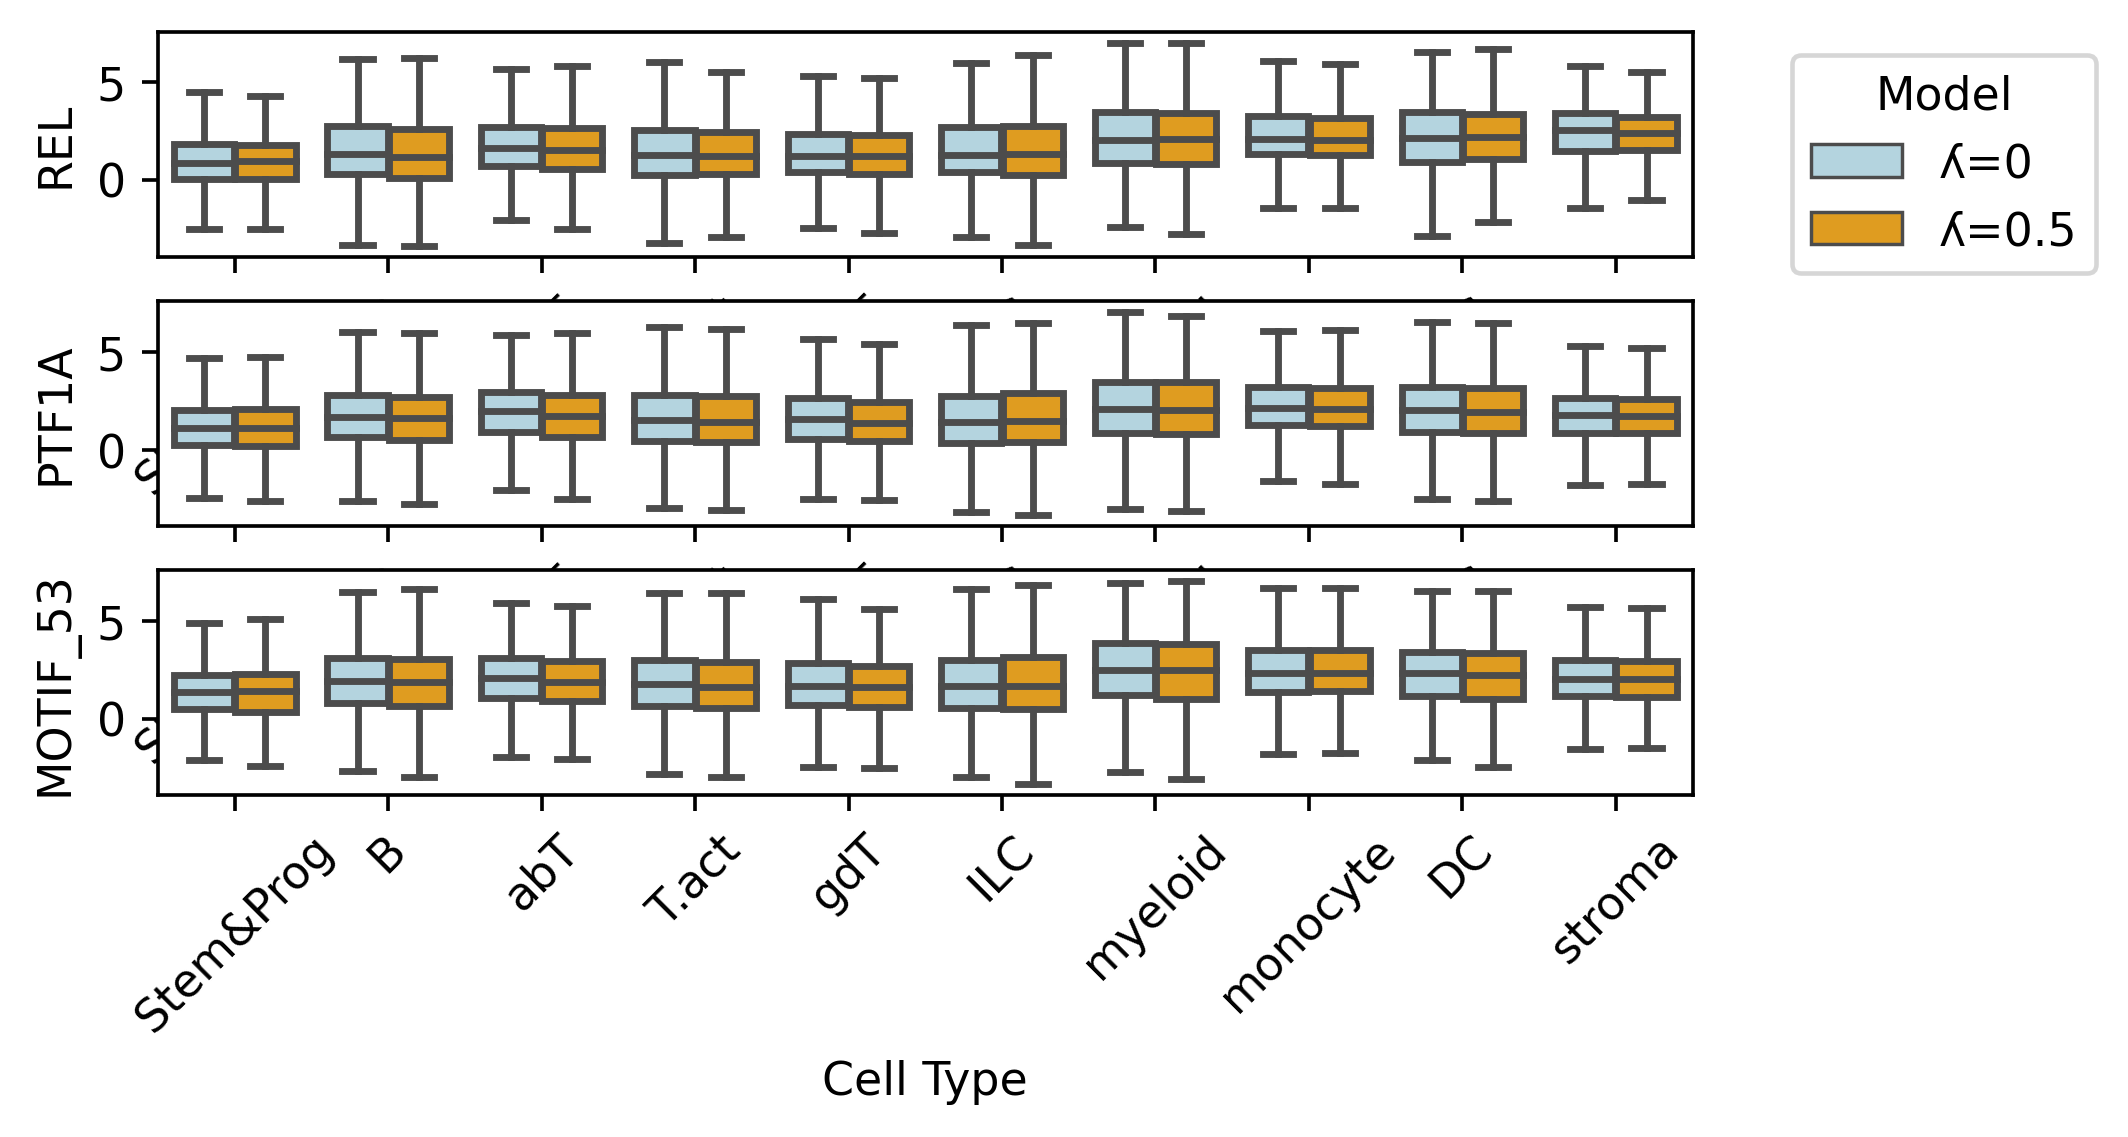 REL
5
0
Model
ʎ=0
ʎ=0.5
PTF1A
5
0
MOTIF_53
5
0
Stem&Prog
B
abT
T.act
gdT
ILC
myeloid
monocyte
DC
stroma
Cell Type